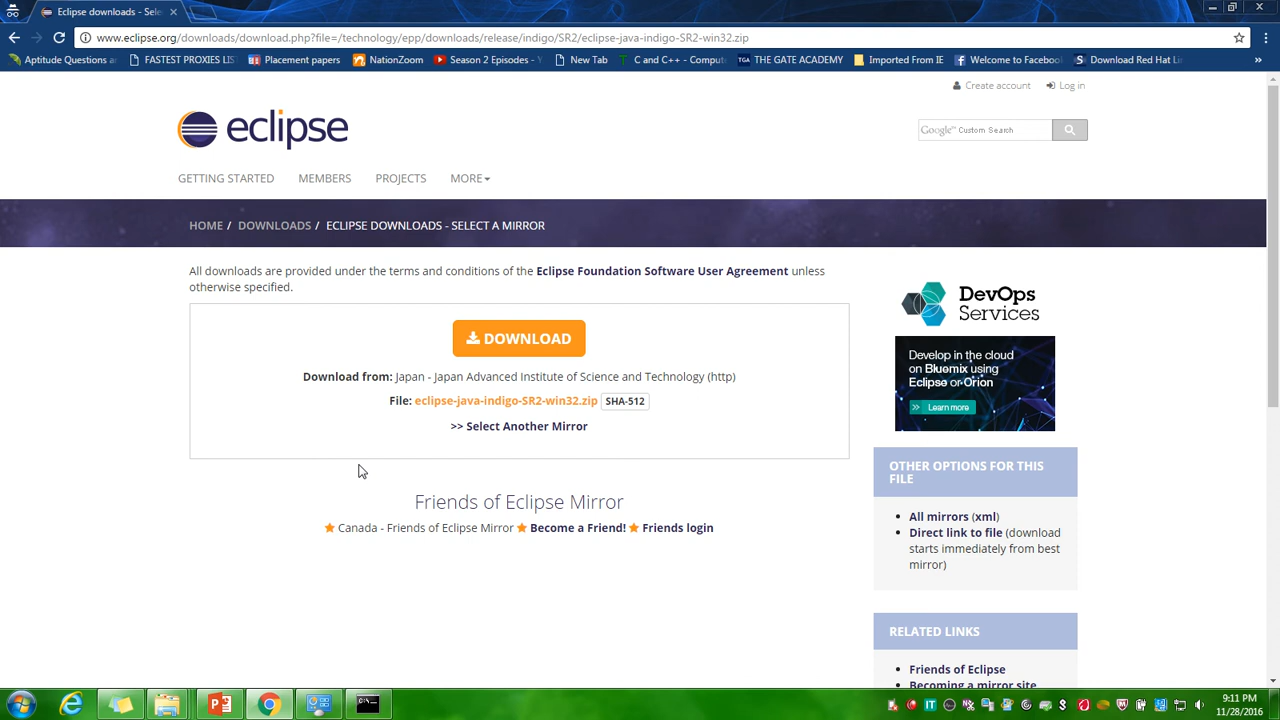 Eclipse downloads - Sel
www.eclipse.org/downloads/download.php?file=/technology/epp/downloads/release/indigo/SR2/eclipse-java-indigo-SR2-win32.zip
Aptitude Questions a
FASTEST PROXIES LIS
Placement papers
NationZoom
Season 2 Episodes - Y
New Tab
C and C++ - Compute
TGA THE GATE ACADEMY
Imported From IE
Welcome to Facebook
Download Red Hat Li
»
Create account
Log in
eclipse
Google™ Custom Search
GETTING STARTED MEMBERS PROJECTS MORE
HOME / DOWNLOADS / ECLIPSE DOWNLOADS - SELECT A MIRROR
All downloads are provided under the terms and conditions of the Eclipse Foundation Software User Agreement unless
otherwise specified.
DOWNLOAD
Download from: Japan - Japan Advanced Institute of Science and Technology (http)
File: eclipse-java-indigo-SR2-win32.zip SHA-512
>> Select Another Mirror
Friends of Eclipse Mirror
Canada - Friends of Eclipse Mirror Become a Friend! Friends login
DevOps
Services
Develop in the cloud
on Bluemix using
Eclipse or Orion
» Learn more
OTHER OPTIONS FOR THIS
FILE
• All mirrors (xml)
• Direct link to file (download
starts immediately from best
mirror)
RELATED LINKS
• Friends of Eclipse
• Becoming a mirror site
9:11 PM
11/28/2016